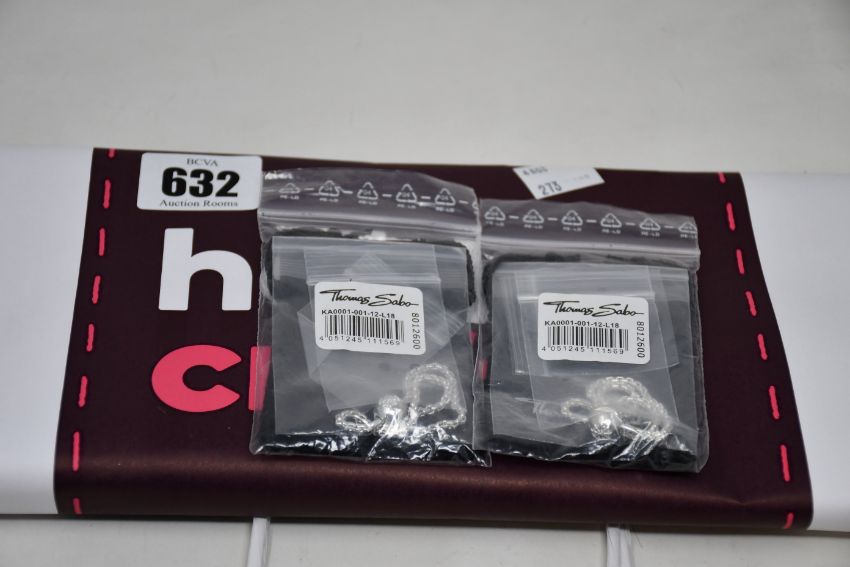 BCVA
632
Auction Rooms
275
h
Thomas Sabo
KA0001-001-12-L18
4 051245 111569
8012600
Thomas Sabo
KA0001-001-12-L18
4 051245 111569
8012600
c